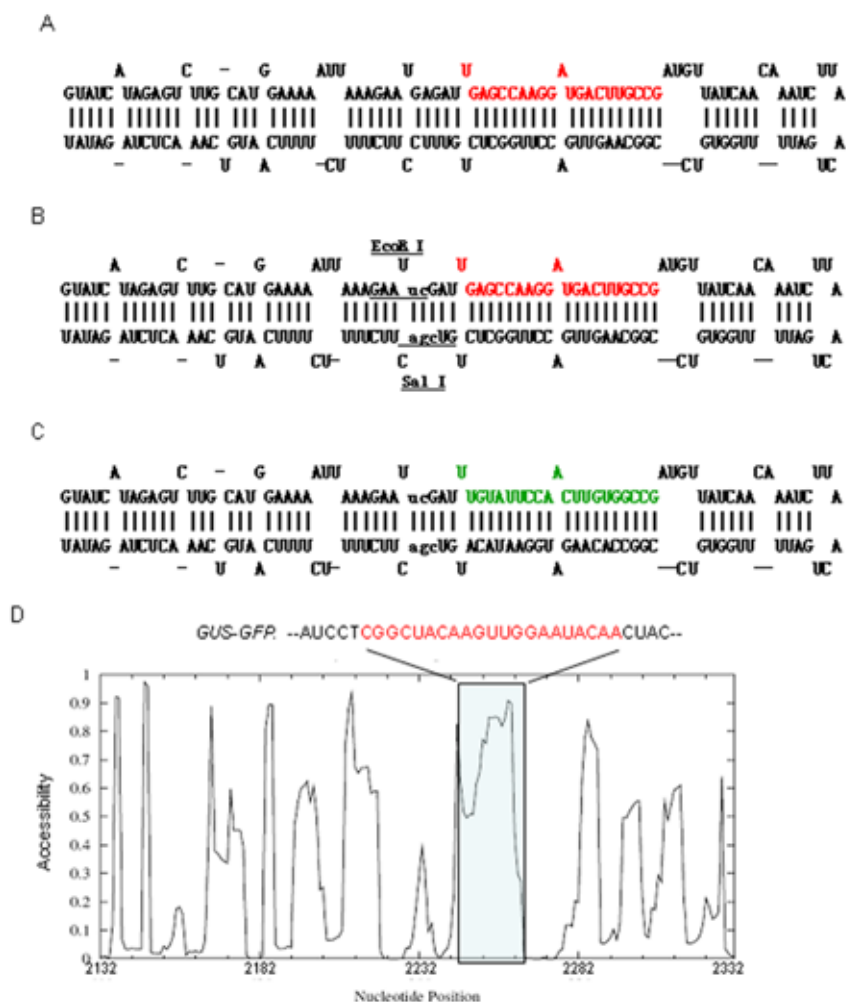 A
A C – G AUU U U A AUGU CA UU
GUAUC UAGAGU UUG CAU GAAAA AAAGAA GAGAU GAGCCAAGG UGACUUGCCG UAUCAA AAUC A
UAUAG AUCUCA AAC GUA CUUUU UUUCUU CUUUG CUCGGUUCC GUUGAACGGC GUGGUU UUAG A
– – U A –CU C U A –CU – – UC
B
EcoR I
A C – G AUU U U A AUGU CA UU
GUAUC UAGAGU UUG CAU GAAAA AAAGAA ucGAU GAGCCAAGG UGACUUGCCG UAUCAA AAUC A
UAUAG AUCUCA AAC GUA CUUUU UUUCUU agcUG CUCGGUUCC GUUGAACGGC GUGGUU UUAG A
– – U A CU– C U A –CU – – UC
Sal I
C
A C – G AUU U U A AUGU CA UU
GUAUC UAGAGU UUG CAU GAAAA AAAGAA ucGAU UGUAUUCCA CUUGUGGCCG UAUCAA AAUC A
UAUAG AUCUCA AAC GUA CUUUU UUUCUU agcUG ACAUAAGGU GAACACCGGC GUGGUU UUAG A
– – U A CU– C U A –CU – – UC
D
GUS-GFP: --AUCCTCGGCUACAAGUUGGAAUACAACUAC--
1
0.9
0.8
0.7
0.6
0.5
0.4
0.3
0.2
0.1
0
Accessibility
2132 2182 2232 2282 2332
Nucleotide Position